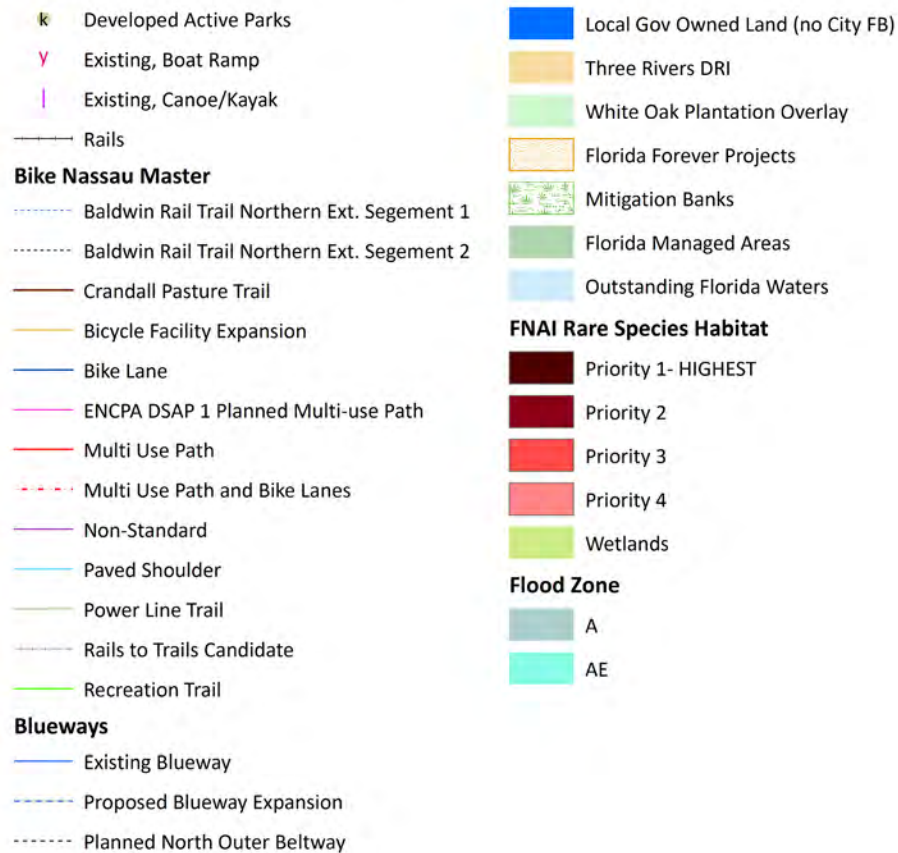 k Developed Active Parks
y Existing, Boat Ramp
| Existing, Canoe/Kayak
Rails
Bike Nassau Master
Baldwin Rail Trail Northern Ext. Segement 1
Baldwin Rail Trail Northern Ext. Segement 2
Crandall Pasture Trail
Bicycle Facility Expansion
Bike Lane
ENCPA DSAP 1 Planned Multi-use Path
Multi Use Path
Multi Use Path and Bike Lanes
Non-Standard
Paved Shoulder
Power Line Trail
Rails to Trails Candidate
Recreation Trail
Blueways
Existing Blueway
Proposed Blueway Expansion
Planned North Outer Beltway
Local Gov Owned Land (no City FB)
Three Rivers DRI
White Oak Plantation Overlay
Florida Forever Projects
Mitigation Banks
Florida Managed Areas
Outstanding Florida Waters
FNAI Rare Species Habitat
Priority 1- HIGHEST
Priority 2
Priority 3
Priority 4
Wetlands
Flood Zone
A
AE